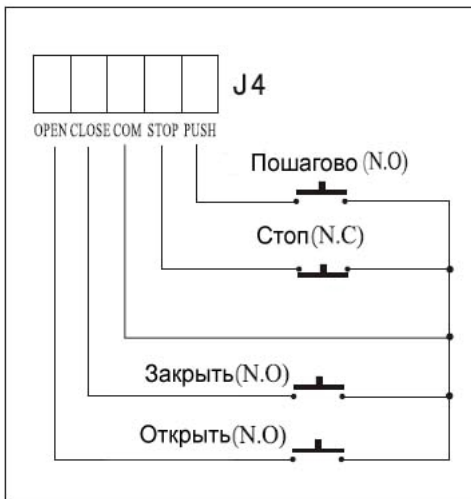 J4
OPEN CLOSE COM STOP PUSH
Пошагово (N.O)
Стоп(N.C)
Закрыть(N.O)
Открыть(N.O)